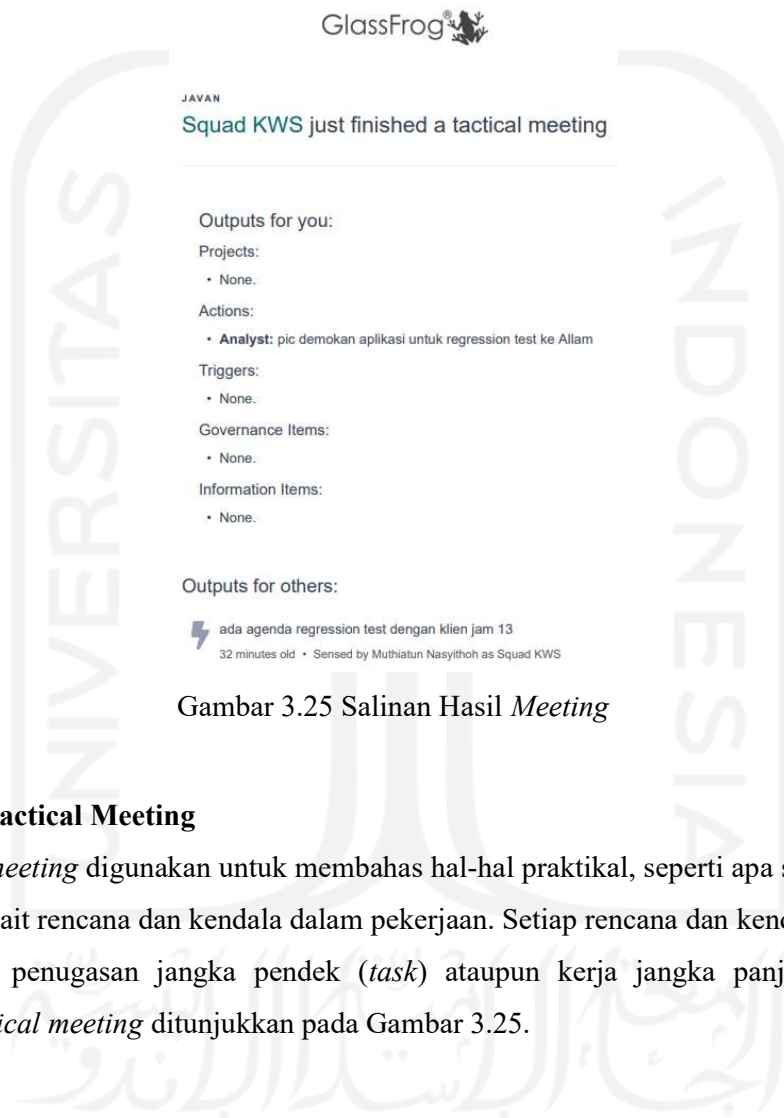 GlassFrog®
JAVAN
Squad KWS just finished a tactical meeting
Outputs for you:
Projects:
• None.
Actions:
• Analyst: pic demokan aplikasi untuk regression test ke Allam
Triggers:
• None.
Governance Items:
• None.
Information Items:
• None.
Outputs for others:
ada agenda regression test dengan klien jam 13
32 minutes old • Sensed by Muthiatun Nasyithoh as Squad KWS
Gambar 3.25 Salinan Hasil Meeting
actical Meeting
eeting digunakan untuk membahas hal-hal praktikal, seperti apa s
ait rencana dan kendala dalam pekerjaan. Setiap rencana dan kend
penugasan jangka pendek (task) ataupun kerja jangka panj
ical meeting ditunjukkan pada Gambar 3.25.
UNIVERSITAS
INDONESIA